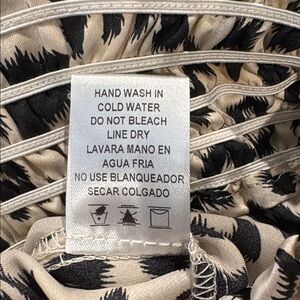 HAND WASH IN
COLD WATER
DO NOT BLEACH
LINE DRY
LAVARA MANO EN
AGUA FRIA
NO USE BLANQUEADOR
SECAR COLGADO